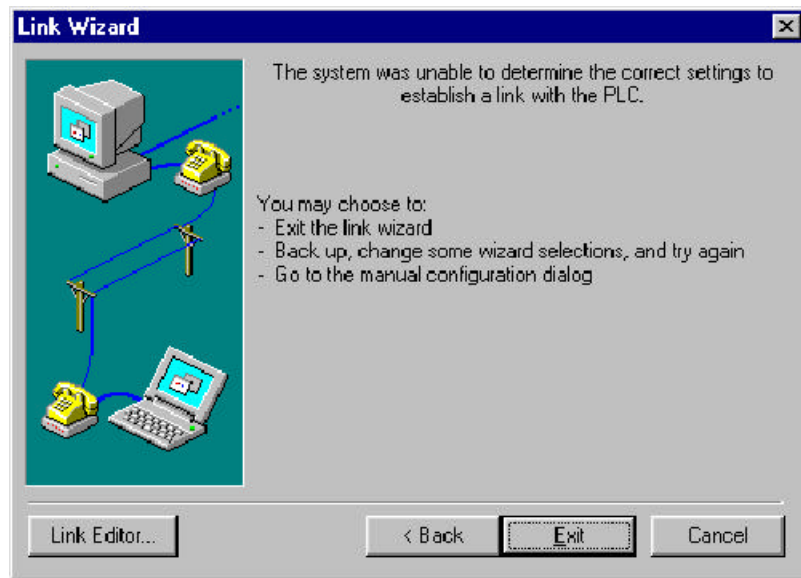 Link Wizard
The system was unable to determine the correct settings to
establish a link with the PLC.
You may choose to:
- Exit the link wizard
- Back up, change some wizard selections, and try again
- Go to the manual configuration dialog
Link Editor...
< Back
Exit
Cancel